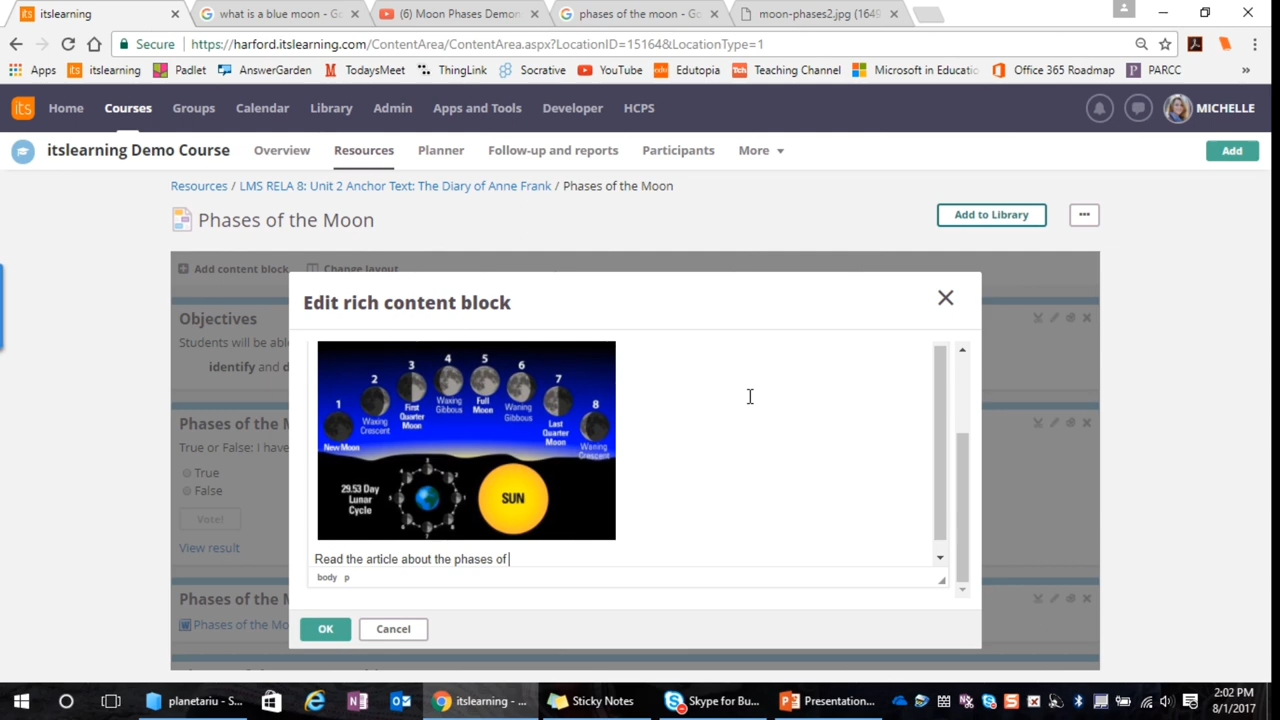 itslearning
what is a blue moon - Go
(6) Moon Phases Demon
phases of the moon - Go
moon-phases2.jpg (1649
Secure
https://harford.itslearning.com/ContentArea/ContentArea.aspx?LocationID=15164&LocationType=1
Apps
itslearning
Padlet
AnswerGarden
TodaysMeet
ThingLink
Socrative
YouTube
Edutopia
Teaching Channel
Microsoft in Educatio
Office 365 Roadmap
PARCC
»
its Home Courses Groups Calendar Library Admin Apps and Tools Developer HCPS MICHELLE
itslearning Demo Course Overview Resources Planner Follow-up and reports Participants More Add
Resources / LMS RELA 8: Unit 2 Anchor Text: The Diary of Anne Frank / Phases of the Moon
Phases of the Moon
Add to Library
Add content block Change layout
Edit rich content block
Objectives
Students will be abl
identify and d
Phases of the M
True or False: I have
True
False
Vote!
View result
Phases of the M
Phases of the Mo
1
New Moon
2
Waxing
Crescent
3
First
Quarter
Moon
4
Waxing
Gibbous
5
Full
Moon
6
Waning
Gibbous
7
Last
Quarter
Moon
8
Waning
Crescent
29.53 Day
Lunar
Cycle
SUN
Read the article about the phases of
body p
OK Cancel
planetariu - S...
itslearning - ...
Sticky Notes
Skype for Bu...
Presentation...
2:02 PM
8/1/2017